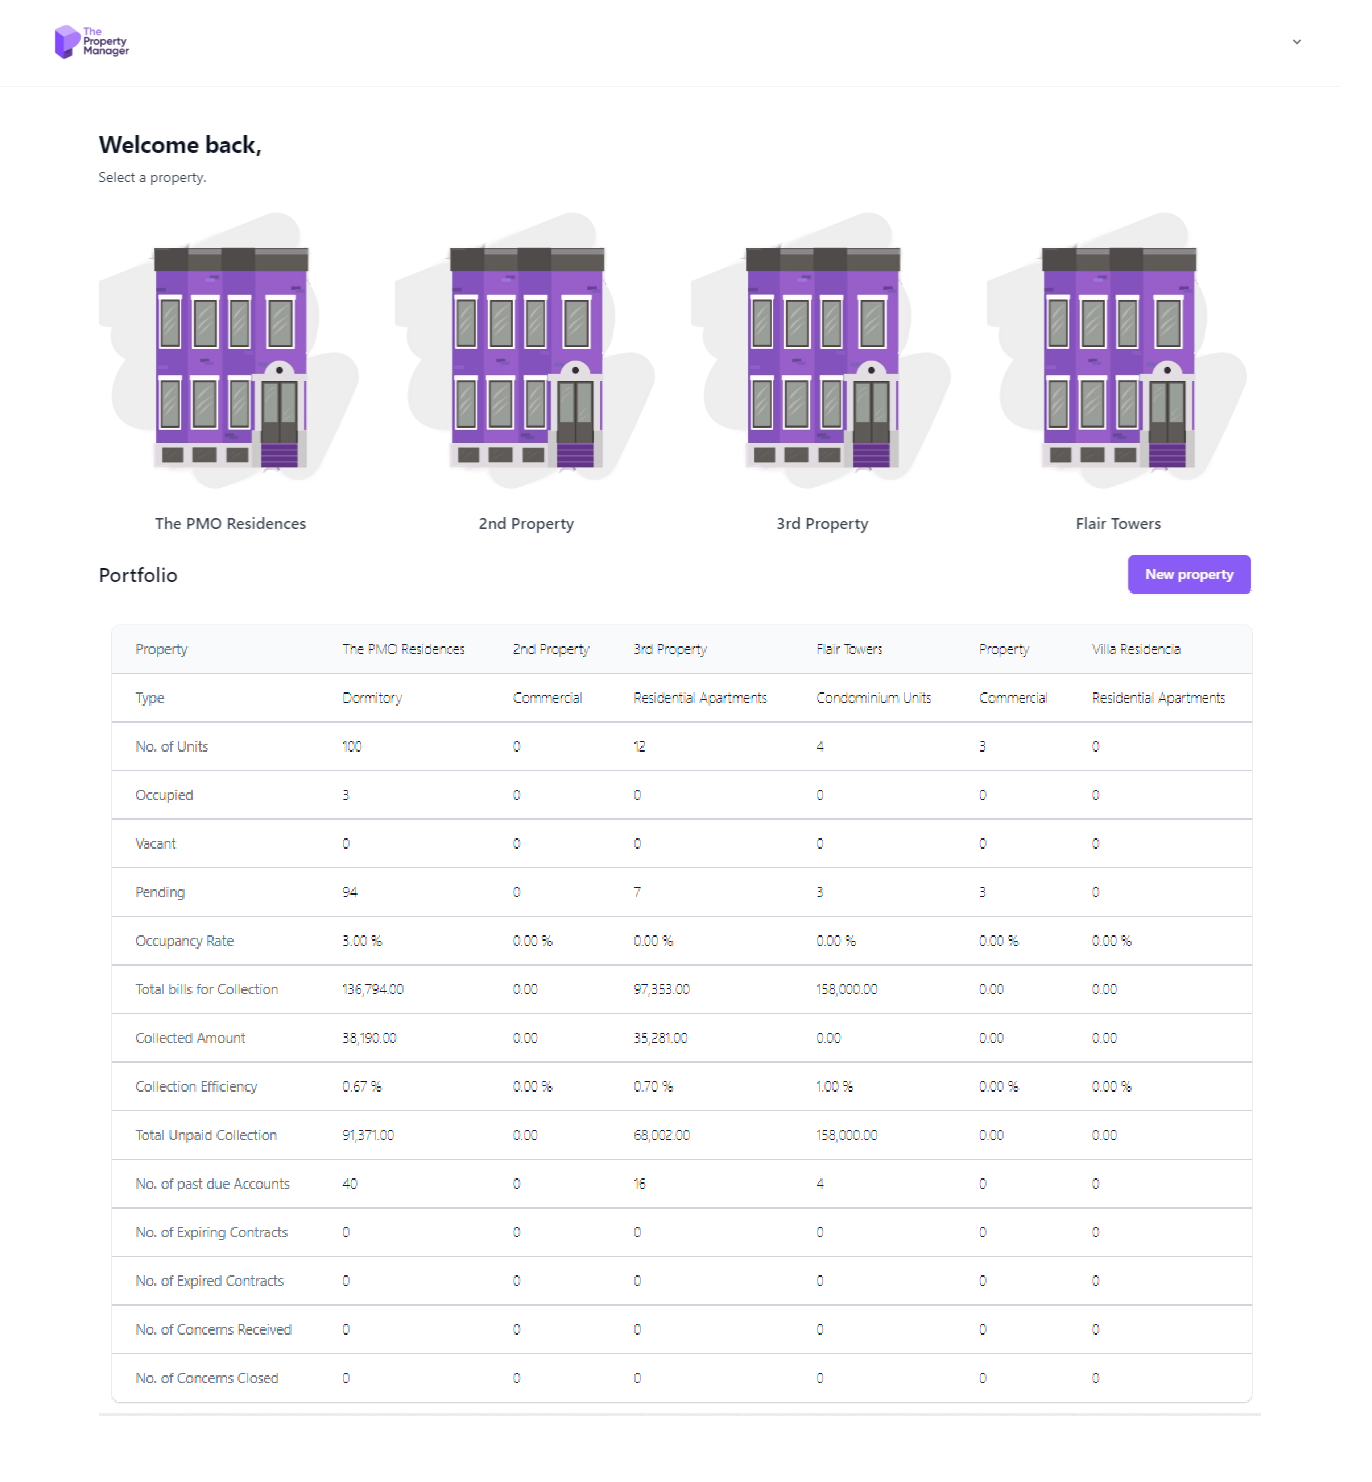 The
Property
Manager
Welcome back,
Select a property.
The PMO Residences 2nd Property 3rd Property Flair Towers
Portfolio New property
Property The PMO Residences 2nd Property 3rd Property Flair Towers Property Villa Residencia
Type Dormitory Commercial Residential Apartments Condominium Units Commercial Residential Apartments
No. of Units 100 0 12 4 3 0
Occupied 3 0 0 0 0 0
Vacant 0 0 0 0 0 0
Pending 94 0 7 3 3 0
Occupancy Rate 3.00 % 0.00 % 0.00 % 0.00 % 0.00 % 0.00 %
Total bills for Collection 136,794.00 0.00 97,353.00 158,000.00 0.00 0.00
Collected Amount 38,190.00 0.00 35,281.00 0.00 0.00 0.00
Collection Efficiency 0.67 % 0.00 % 0.70 % 1.00 % 0.00 % 0.00 %
Total Unpaid Collection 91,371.00 0.00 68,002.00 158,000.00 0.00 0.00
No. of past due Accounts 40 0 16 4 0 0
No. of Expiring Contracts 0 0 0 0 0 0
No. of Expired Contracts 0 0 0 0 0 0
No. of Concerns Received 0 0 0 0 0 0
No. of Concerns Closed 0 0 0 0 0 0